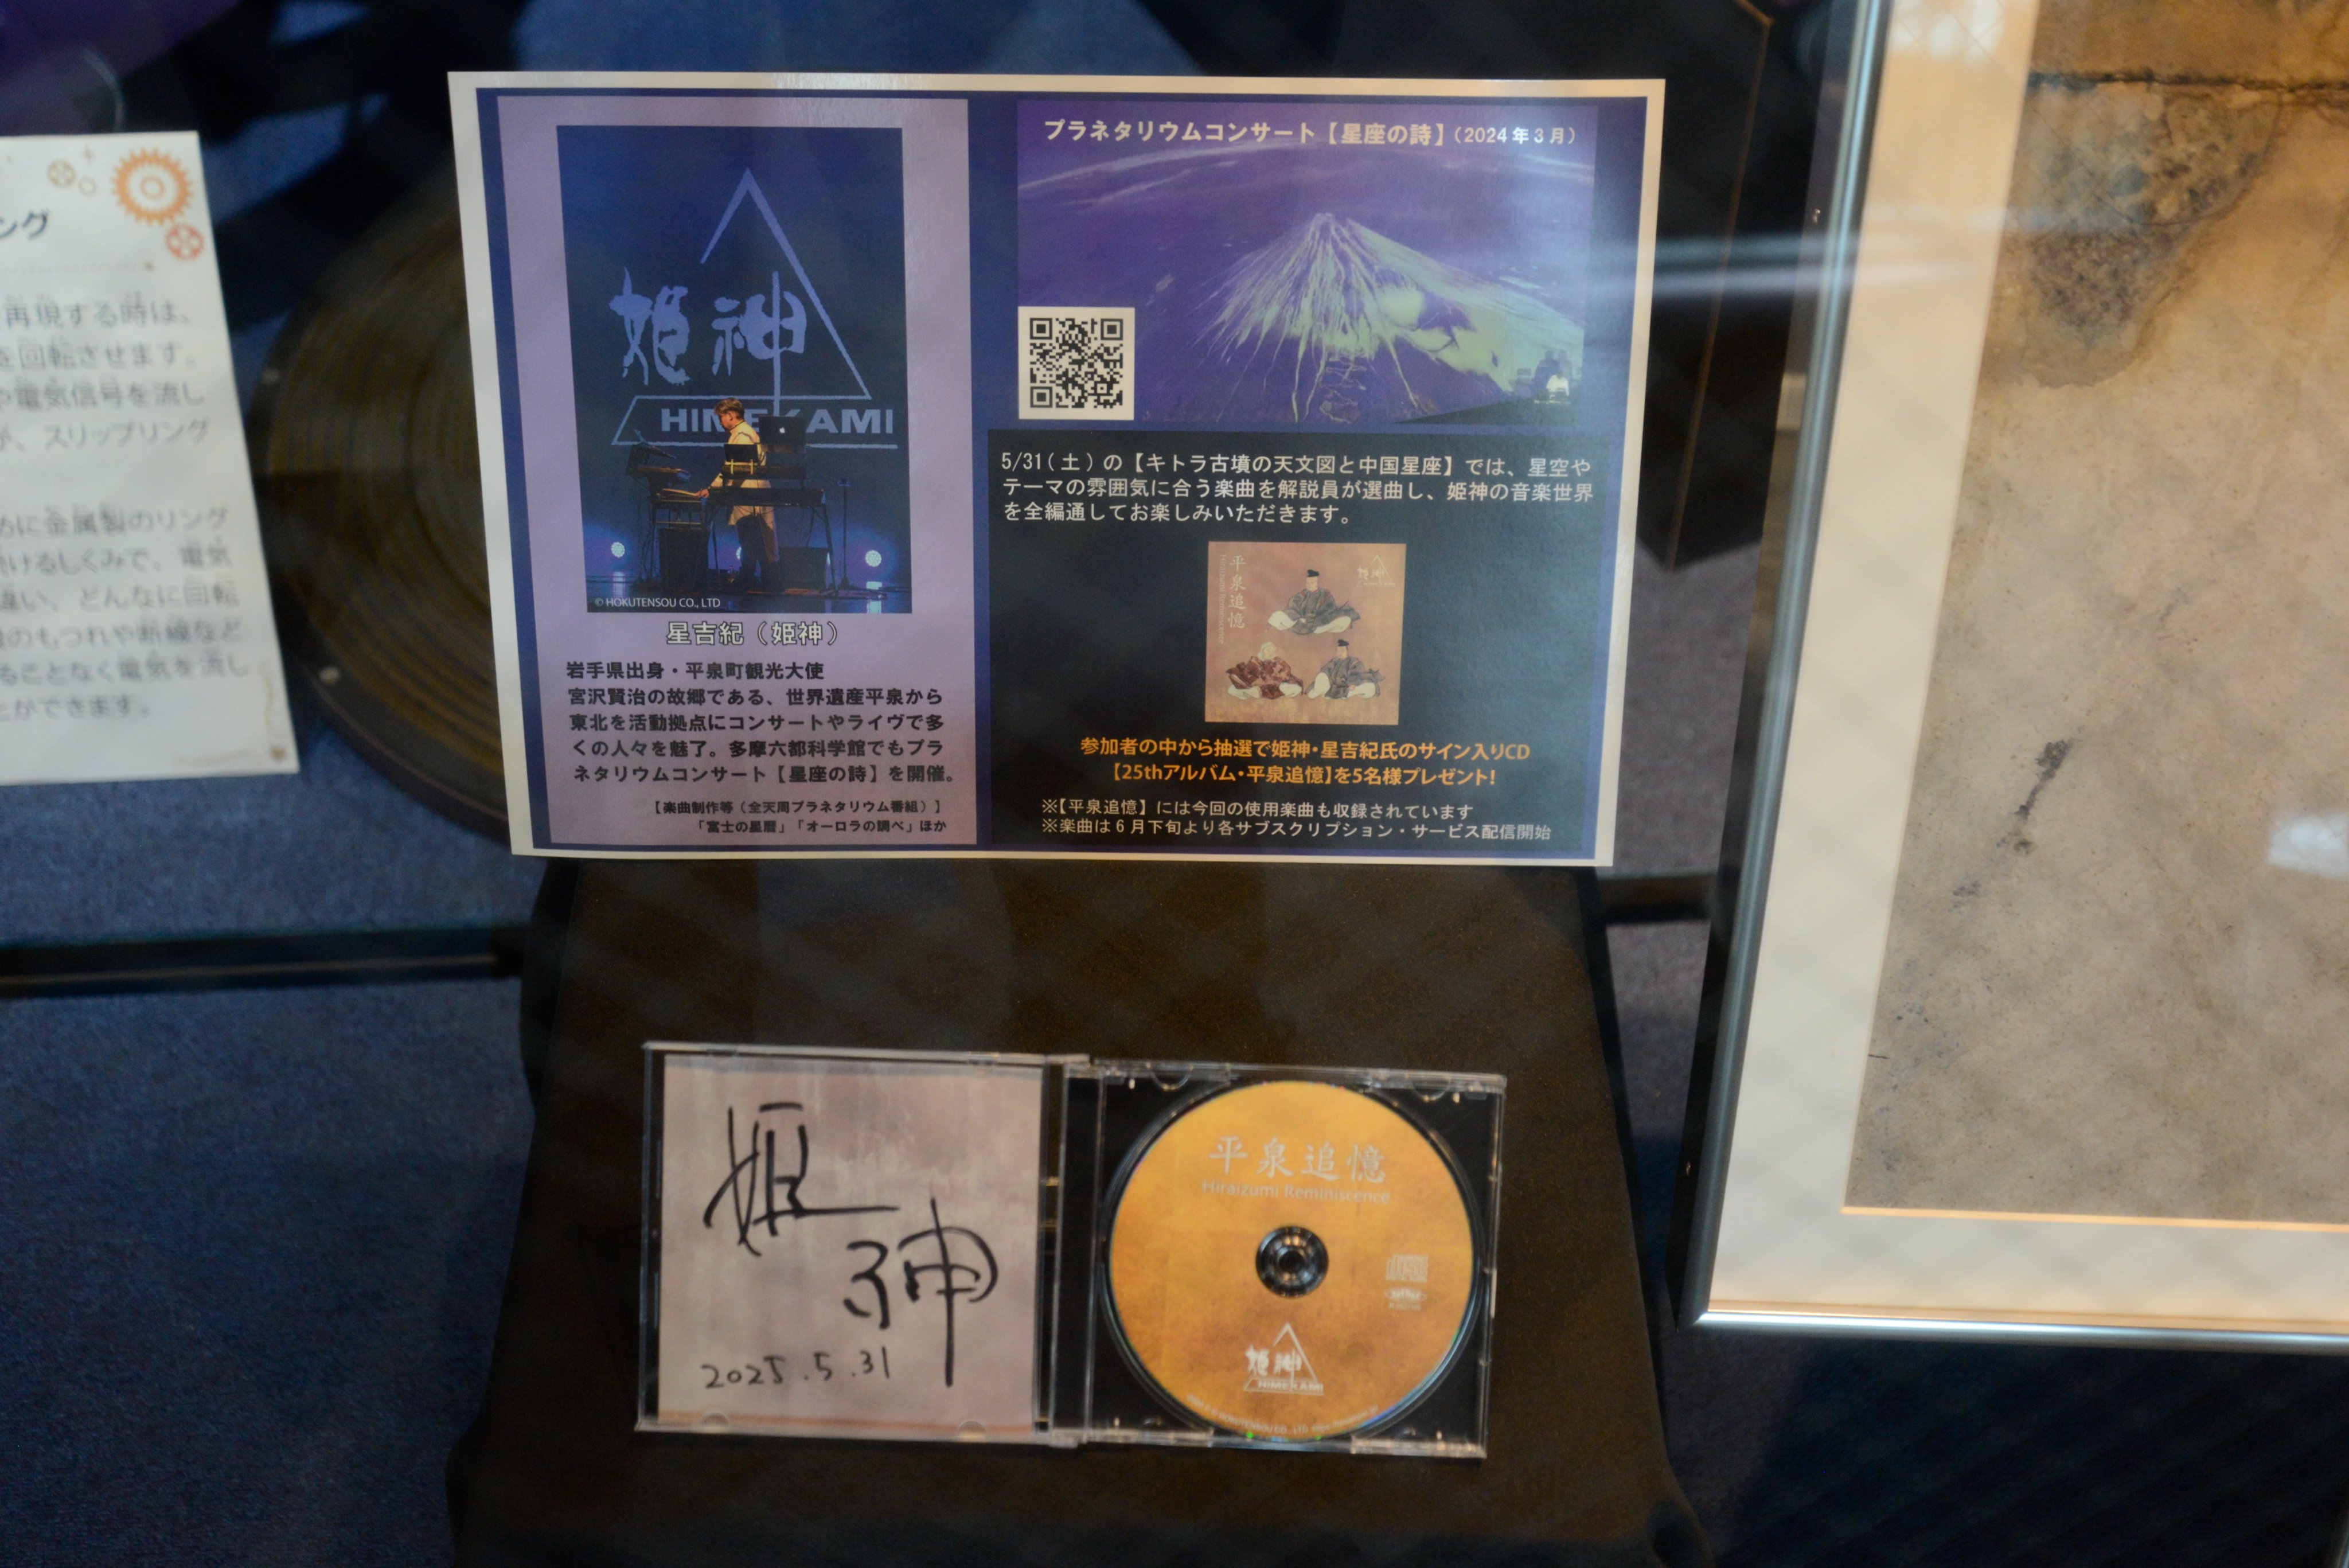 ング
再現する時は、
を回転させます。
や電気信号を流し
が、スリップリング
めに金属製のリング
続けるしくみで、電気
違い、どんなに回転
のもつれや断線など
ることなく電気を流し
とができます。
姫神
HIMEKAMI
© HOKUTENSOU CO., LTD
星吉紀（姫神）
岩手県出身・平泉町観光大使
宮沢賢治の故郷である、世界遺産平泉から
東北を活動拠点にコンサートやライヴで多
くの人々を魅了。多摩六都科学館でもプラ
ネタリウムコンサート【星座の詩】を開催。
【楽曲制作等（全天周プラネタリウム番組）】
「富士の星暦」「オーロラの調べ」ほか
プラネタリウムコンサート【星座の詩】（2024年3月）
5/31（土）の【キトラ古墳の天文図と中国星座】では、星空や
テーマの雰囲気に合う楽曲を解説員が選曲し、姫神の音楽世界
を全編通してお楽しみいただきます。
平泉追憶
Hiraizumi Reminiscence
姫神
参加者の中から抽選で姫神・星吉紀氏のサイン入りCD
【25thアルバム・平泉追憶】を5名様プレゼント!
※【平泉追憶】には今回の使用楽曲も収録されています
※楽曲は6月下旬より各サブスクリプション・サービス配信開始
姫
神
2025.5.31
平泉追憶
Hiraizumi Reminiscence
姫神
HIMEKAMI